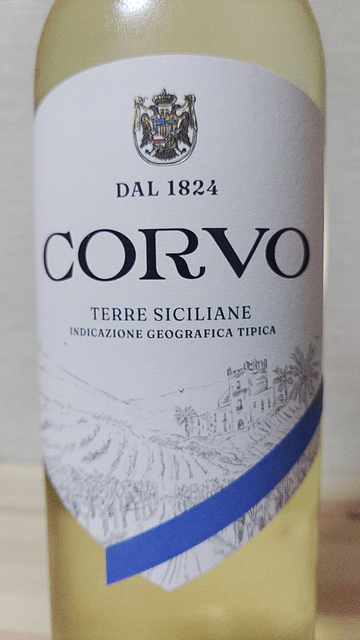 DAL 1824
CORVO
TERRE SICILIANE
INDICAZIONE GEOGRAFICA TIPICA